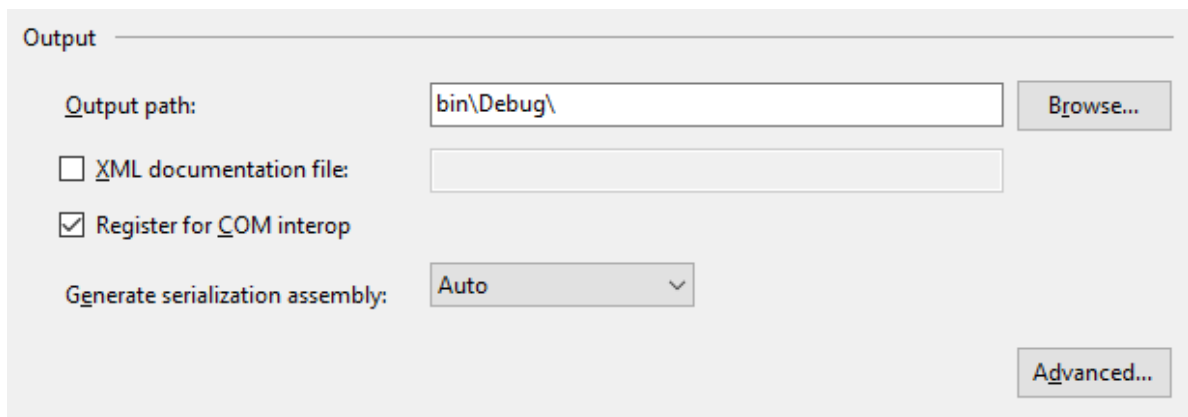 Output
Output path: bin\Debug\ Browse...
XML documentation file:
Register for COM interop
Generate serialization assembly: Auto
Advanced...